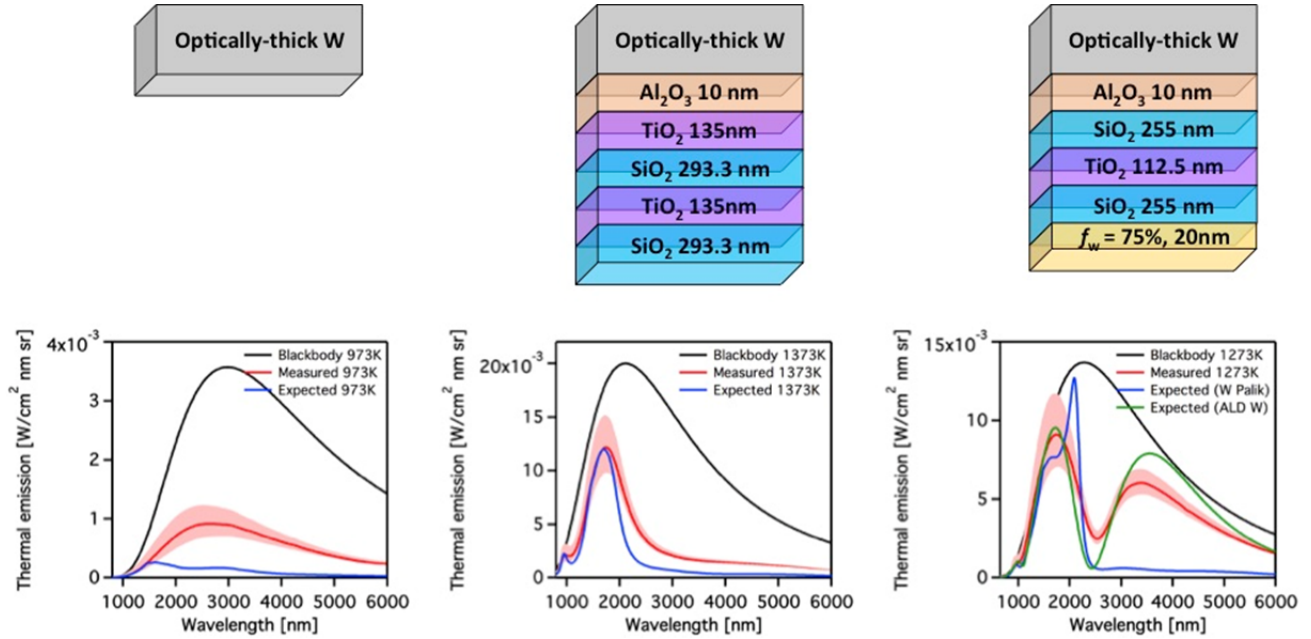 Optically-thick W
Optically-thick W
Al₂O₃ 10 nm
TiO₂ 135nm
SiO₂ 293.3 nm
TiO₂ 135nm
SiO₂ 293.3 nm
Optically-thick W
Al₂O₃ 10 nm
SiO₂ 255 nm
TiO₂ 112.5 nm
SiO₂ 255 nm
f_w = 75%, 20nm
Thermal emission [W/cm² nm sr]
4x10⁻³
3
2
1
0
Blackbody 973K
Measured 973K
Expected 973K
1000 2000 3000 4000 5000 6000
Wavelength [nm]
Thermal emission [W/cm² nm sr]
20x10⁻³
15
10
5
0
Blackbody 1373K
Measured 1373K
Expected 1373K
1000 2000 3000 4000 5000 6000
Wavelength [nm]
Thermal emission [W/cm² nm sr]
15x10⁻³
10
5
0
Blackbody 1273K
Measured 1273K
Expected (W Palik)
Expected (ALD W)
1000 2000 3000 4000 5000 6000
Wavelength [nm]